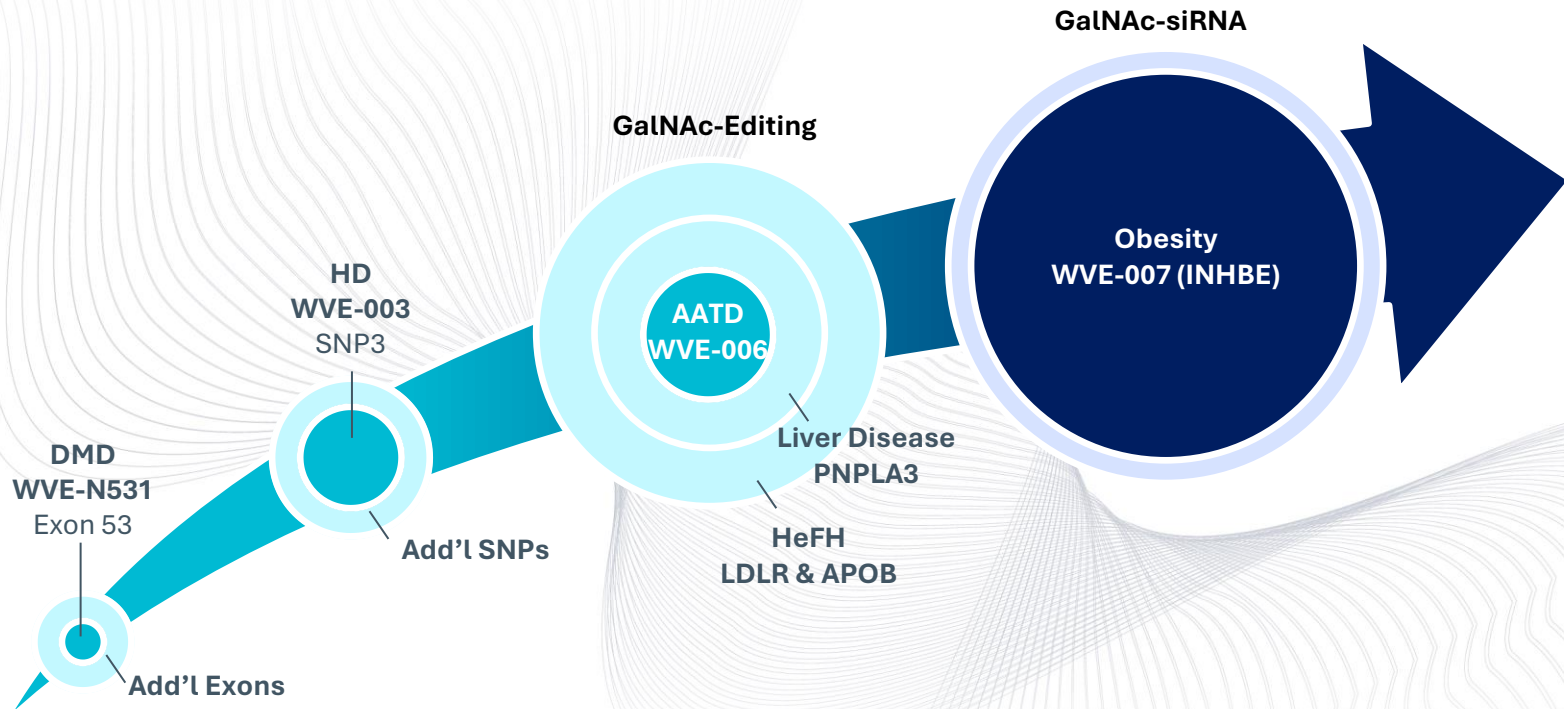 GalNAc-siRNA
GalNAc-Editing
Obesity
WVE-007 (INHBE)
HD
WVE-003
SNP3
AATD
WVE-006
Liver Disease
PNPLA3
DMD
WVE-N531
Exon 53
Add’l SNPs
HeFH
LDLR & APOB
Add’l Exons